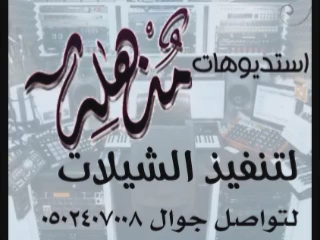 استديوهات
مذهله
لتنفيذ الشيلات
لتواصل جوال ٠٥٠٢٤٠٧٠٠٨